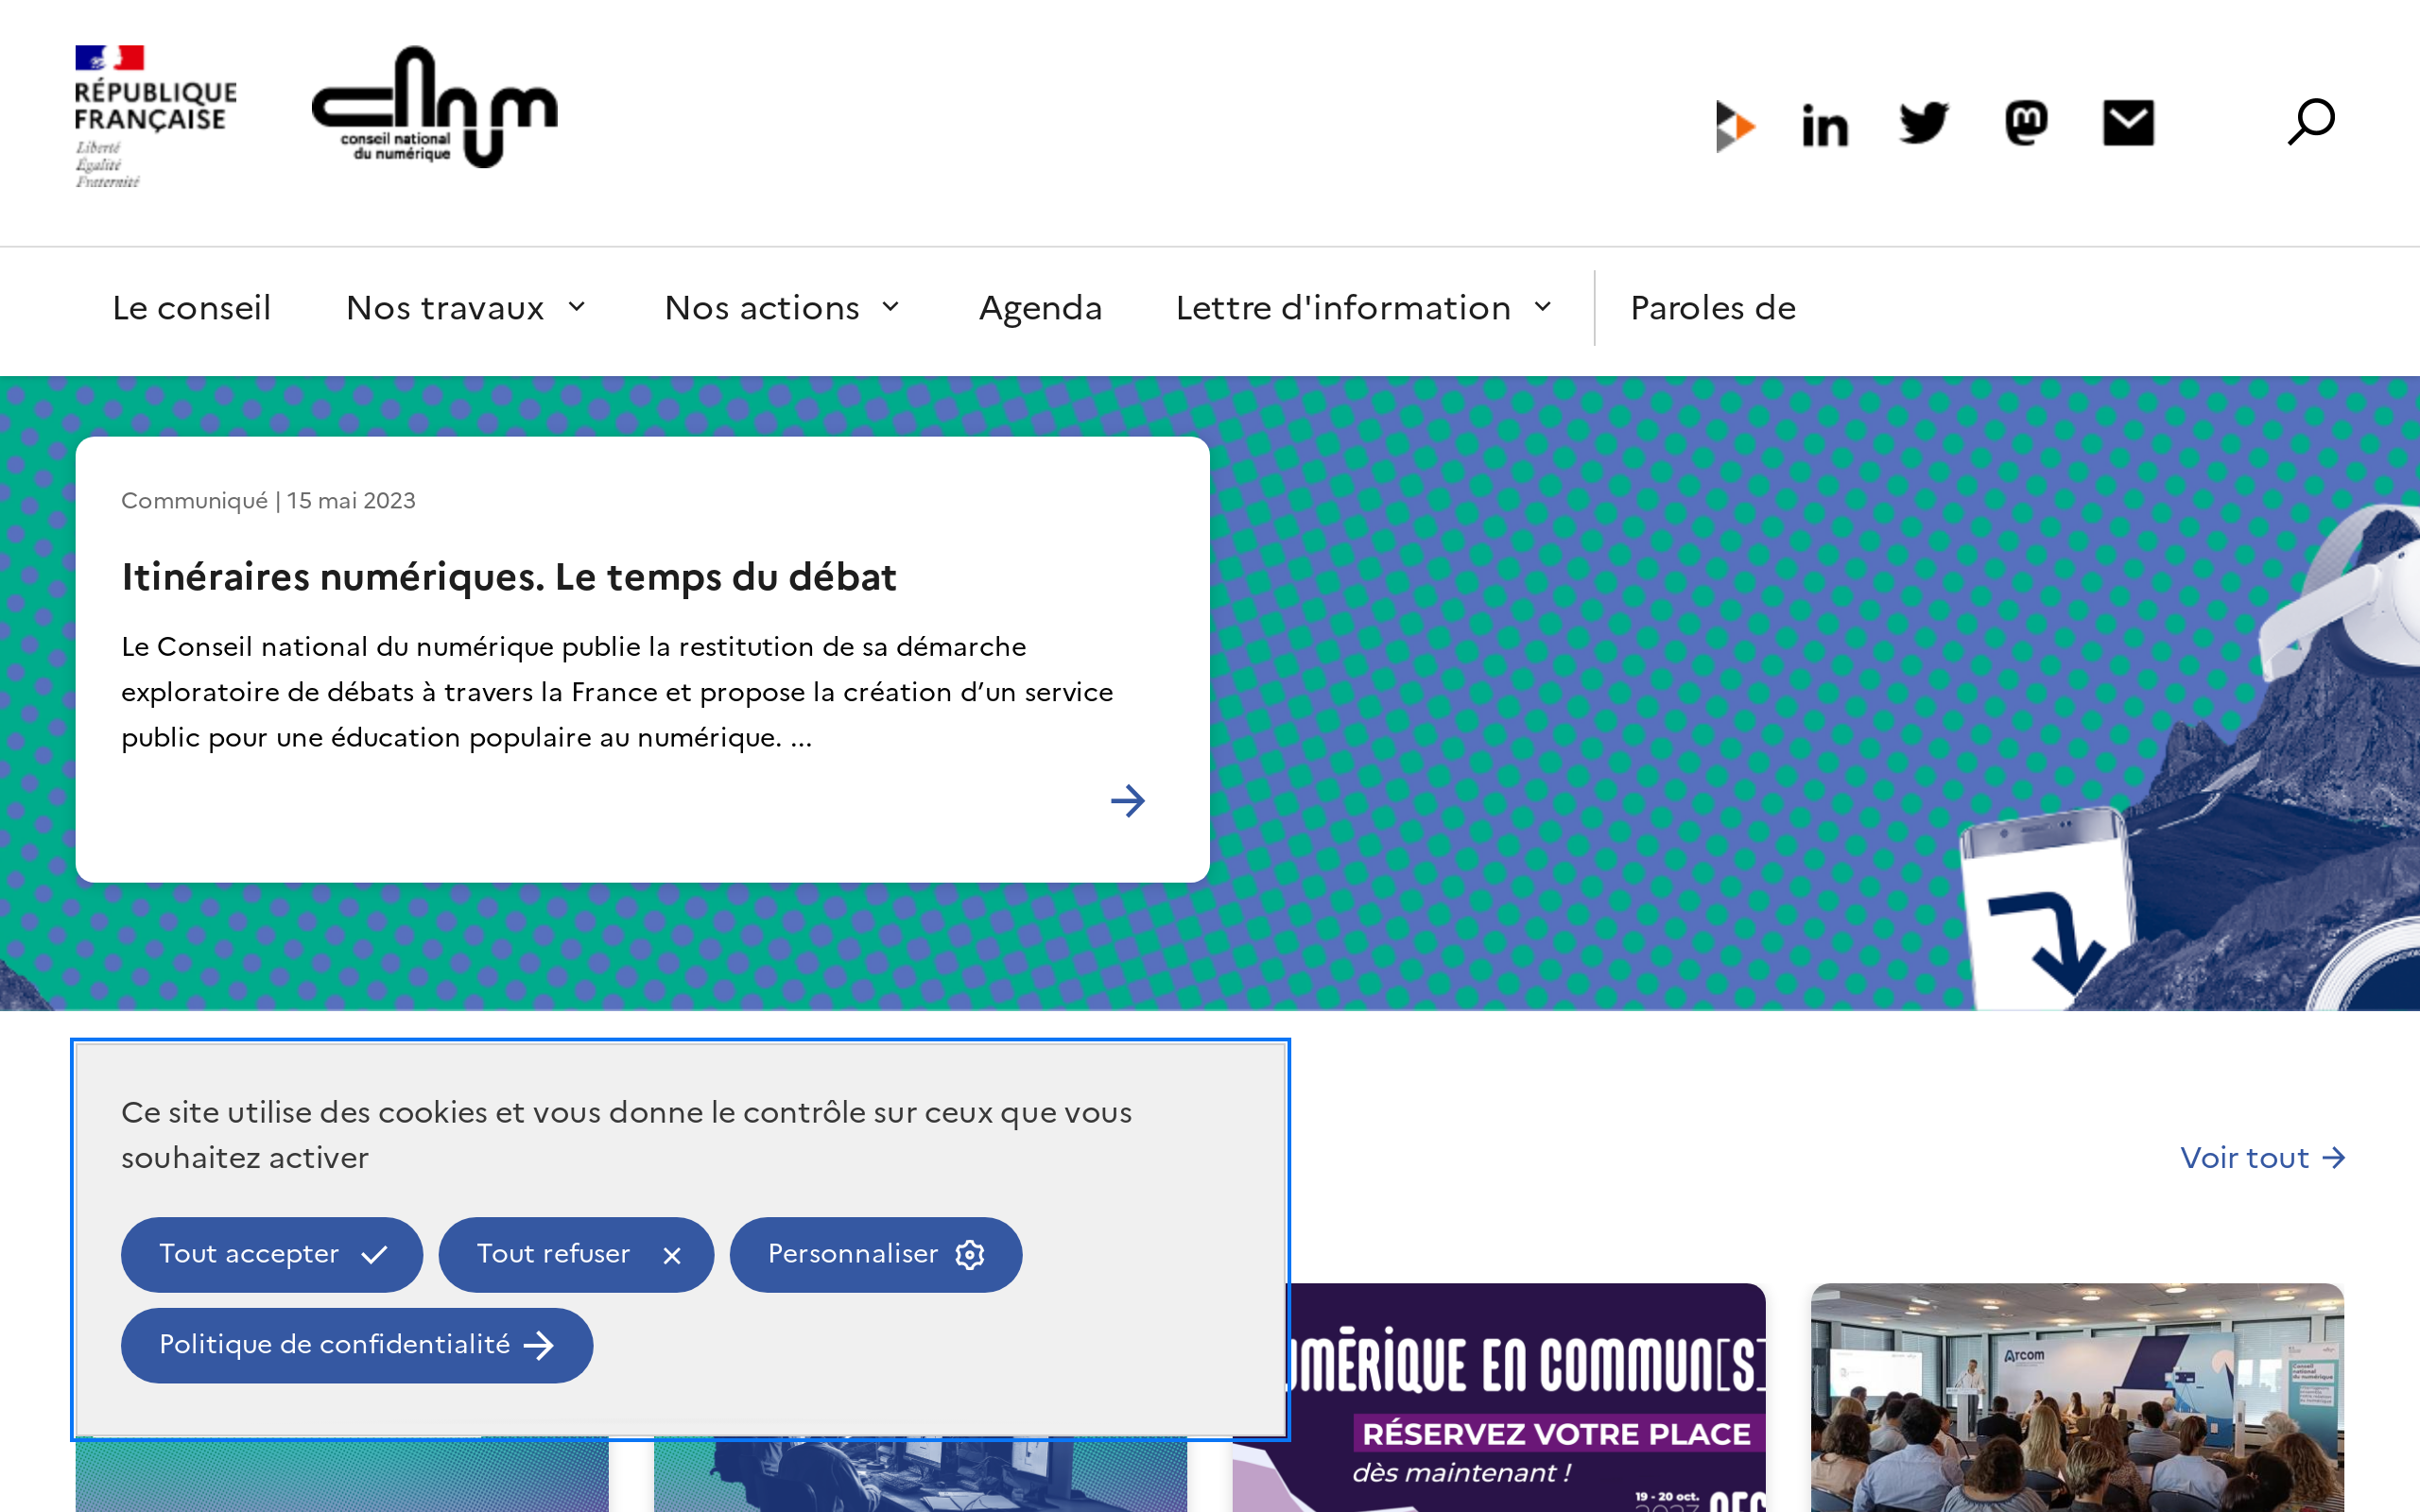 RÉPUBLIQUE
FRANÇAISE
Liberté
Égalité
Fraternité
conseil national
du numérique
Le conseil
Nos travaux
Nos actions
Agenda
Lettre d'information
Paroles de
Communiqué | 15 mai 2023
Itinéraires numériques. Le temps du débat
Le Conseil national du numérique publie la restitution de sa démarche
exploratoire de débats à travers la France et propose la création d’un service
public pour une éducation populaire au numérique. ...
Ce site utilise des cookies et vous donne le contrôle sur ceux que vous
souhaitez activer
Voir tout
Tout accepter
Tout refuser
Personnaliser
Politique de confidentialité
UMÉRIQUE EN COMMUN[S]
RÉSERVEZ VOTRE PLACE
dès maintenant !
19 - 20 oct.
Arcom